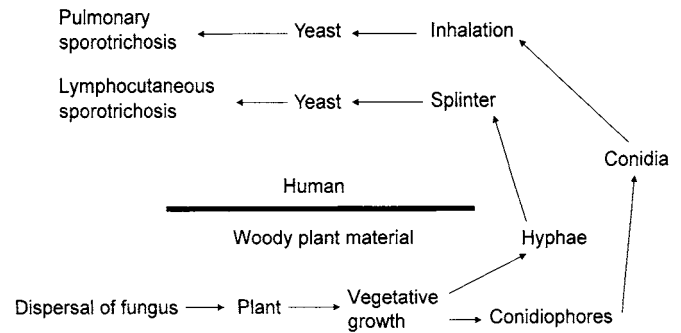 Pulmonary
sporotrichosis
Yeast
Inhalation
Lymphocutaneous
sporotrichosis
Yeast
Splinter
Conidia
Human
Woody plant material
Hyphae
Dispersal of fungus
Plant
Vegetative
growth
Conidiophores